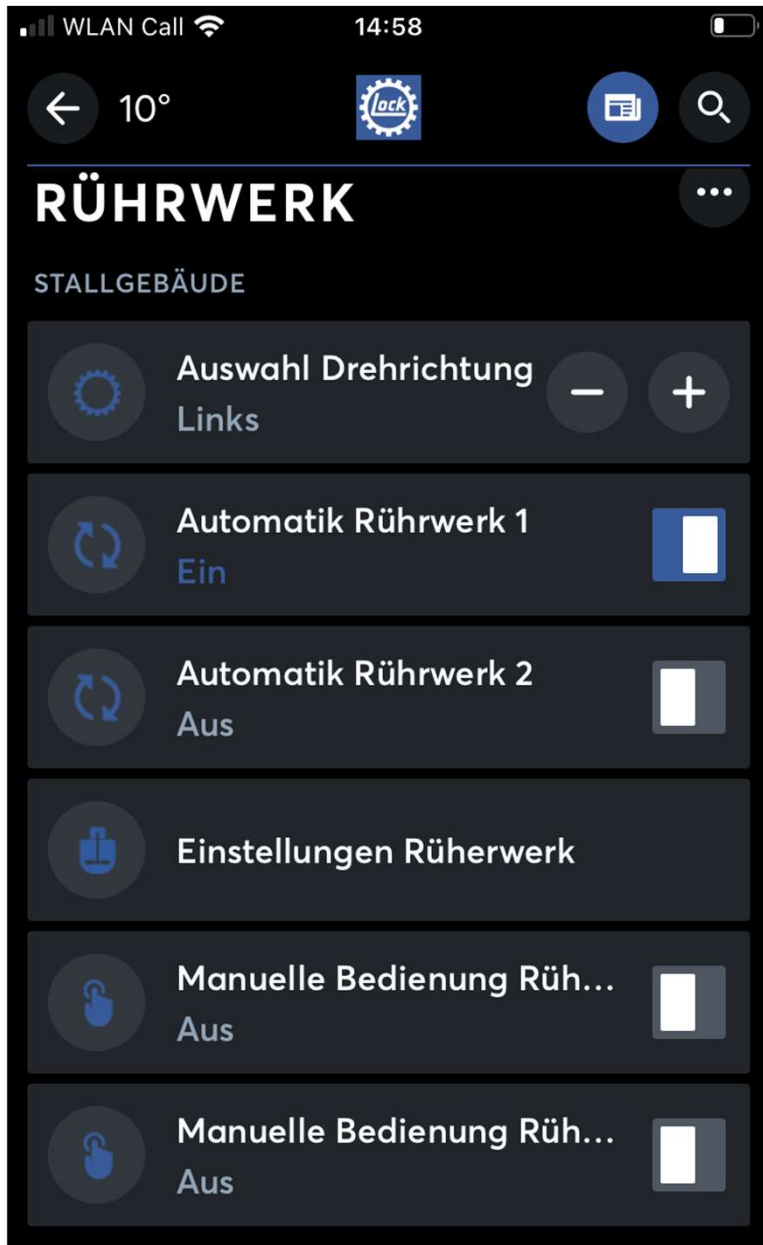 WLAN Call 14:58
10° Lock
RÜHRWERK
STALLGEBÄUDE
Auswahl Drehrichtung
Links
Automatik Rührwerk 1
Ein
Automatik Rührwerk 2
Aus
Einstellungen Rüherwerk
Manuelle Bedienung Rüh...
Aus
Manuelle Bedienung Rüh...
Aus